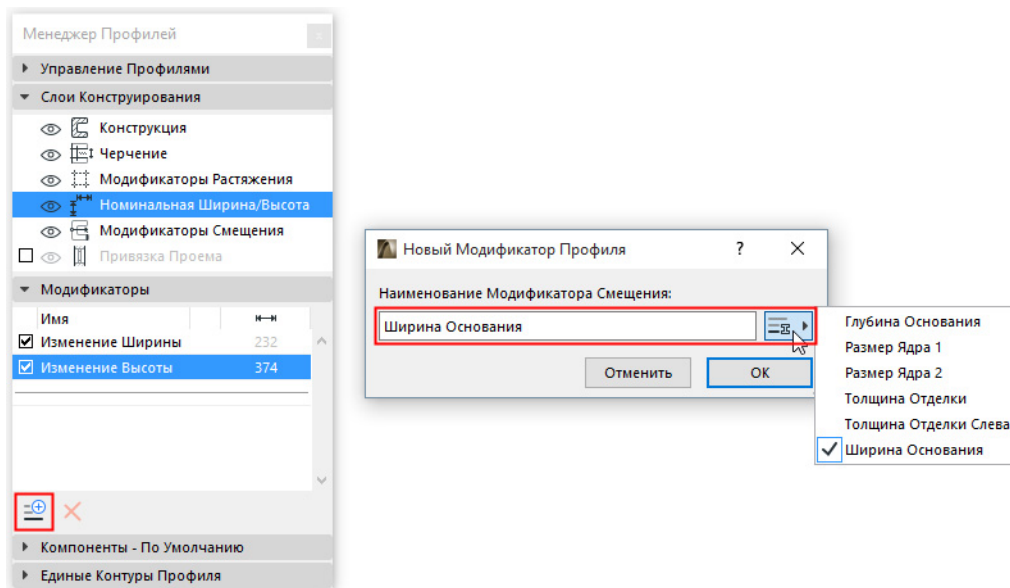 Менеджер Профилей
Управление Профилями
Слои Конструирования
Конструкция
Черчение
Модификаторы Растяжения
Номинальная Ширина/Высота
Модификаторы Смещения
Привязка Проема
Модификаторы
Имя
Изменение Ширины 232
Изменение Высоты 374
Компоненты - По Умолчанию
Единые Контуры Профиля
Новый Модификатор Профиля ?
Наименование Модификатора Смещения:
Ширина Основания
Отменить OK
Глубина Основания
Размер Ядра 1
Размер Ядра 2
Толщина Отделки
Толщина Отделки Слева
Ширина Основания